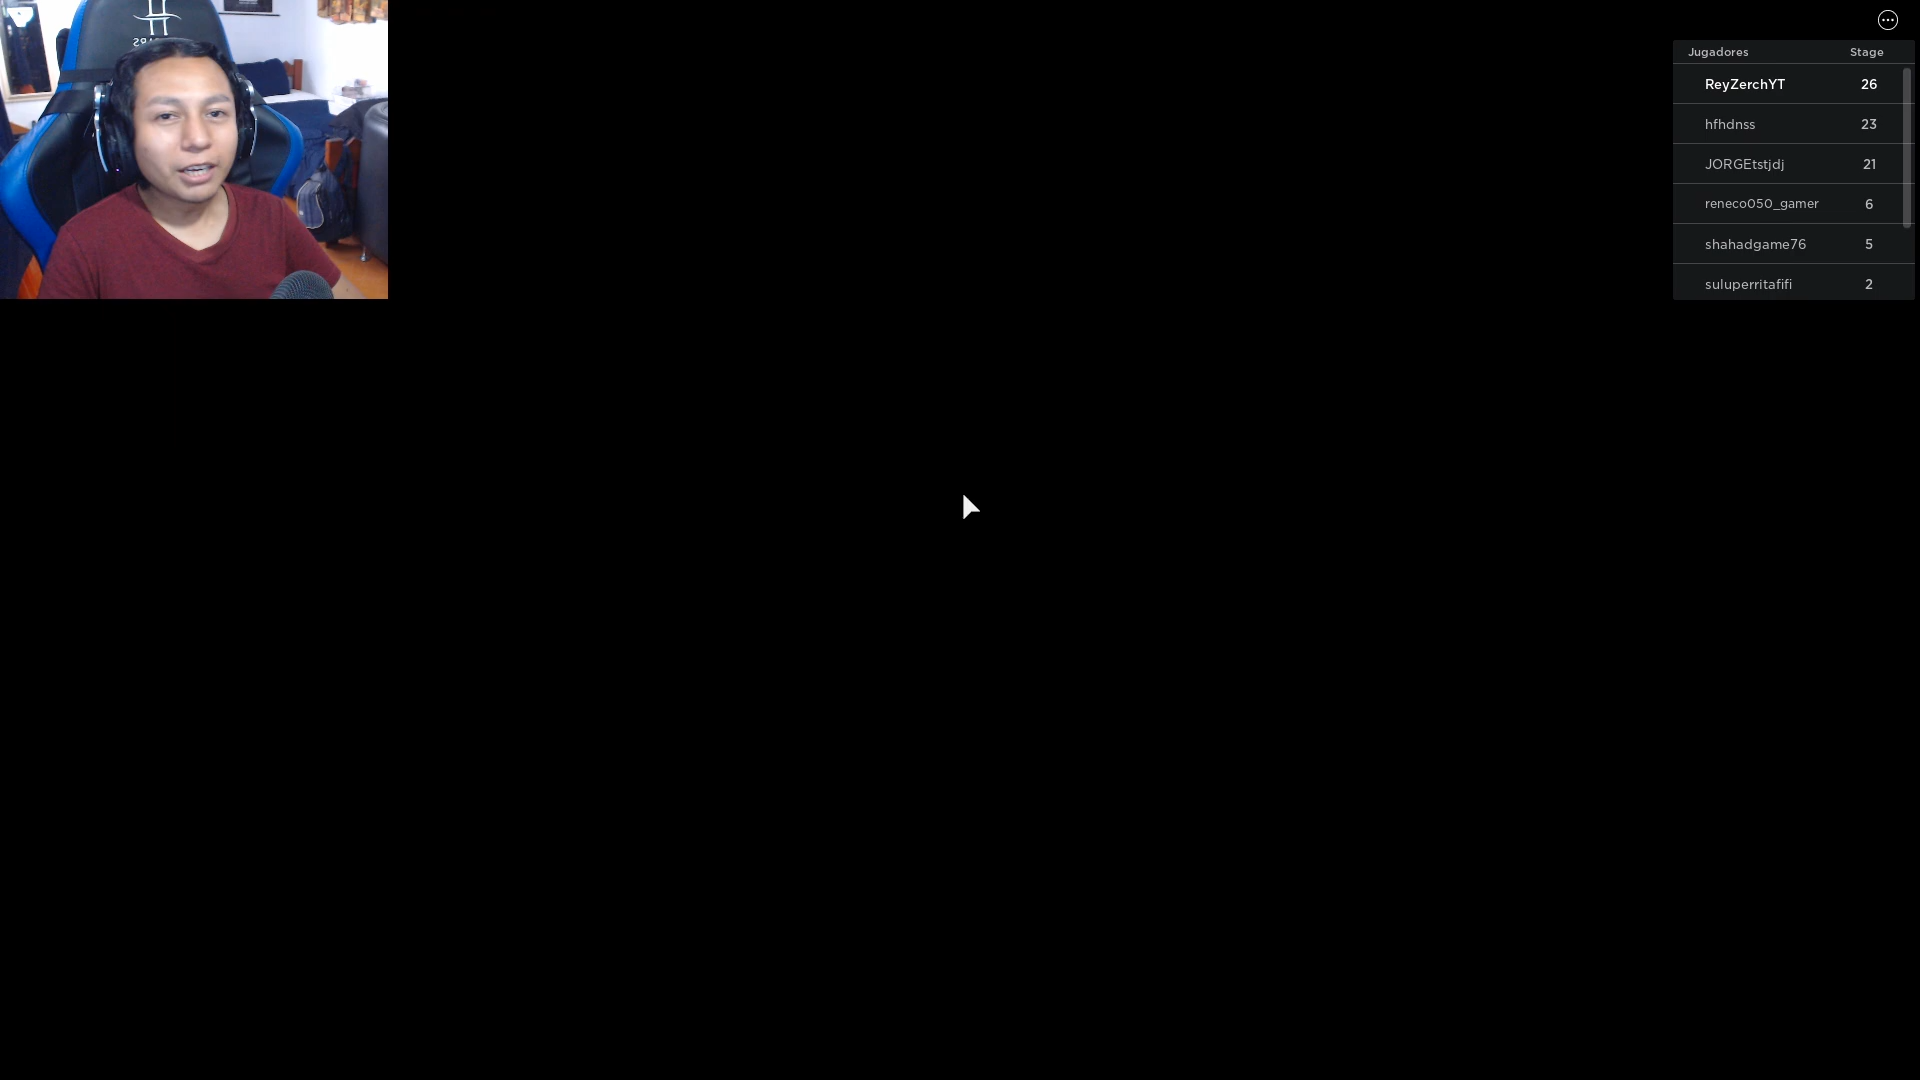 Jugadores Stage
ReyZerchYT 26
hfhdnss 23
JORGEtstjdj 21
reneco050_gamer 6
shahadgame76 5
suluperritafifi 2